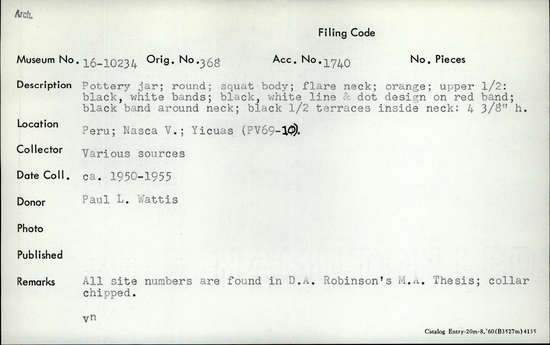 Arch.
Filing Code
Museum No. 16-10234 Orig. No. 368 Acc. No. 1740 No. Pieces
Description Pottery jar; round; squat body; flare neck; orange; upper 1/2:
black, white bands; black, white line & dot design on red band;
black band around neck; black 1/2 terraces inside neck: 4 3/8" h.
Location Peru; Nasca V.; Yicuas (PV69-10).
Collector Various sources
Date Coll. ca. 1950-1955
Donor Paul L. Wattis
Photo
Published
Remarks All site numbers are found in D.A. Robinson's M.A. Thesis; collar
chipped.
vn
Catalog Entry-20m-8,'60(B3527m)4155